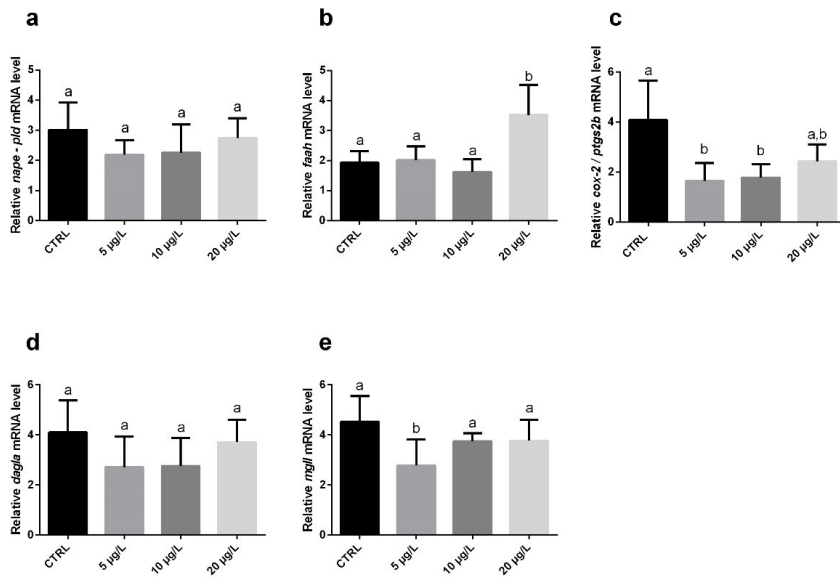 a
Relative nape - pld mRNA level
5
4
3
2
1
0
a
a
a
a
CTRL
5 µg/L
10 µg/L
20 µg/L
b
Relative faah mRNA level
5
4
3
2
1
0
a
a
a
b
CTRL
5 µg/L
10 µg/L
20 µg/L
c
Relative cox-2 / ptgs2b mRNA level
6
4
2
0
a
b
b
a,b
CTRL
5 µg/L
10 µg/L
20 µg/L
d
Relative dagla mRNA level
6
4
2
0
a
a
a
a
CTRL
5 µg/L
10 µg/L
20 µg/L
e
Relative mgll mRNA level
6
4
2
0
a
b
a
a
CTRL
5 µg/L
10 µg/L
20 µg/L